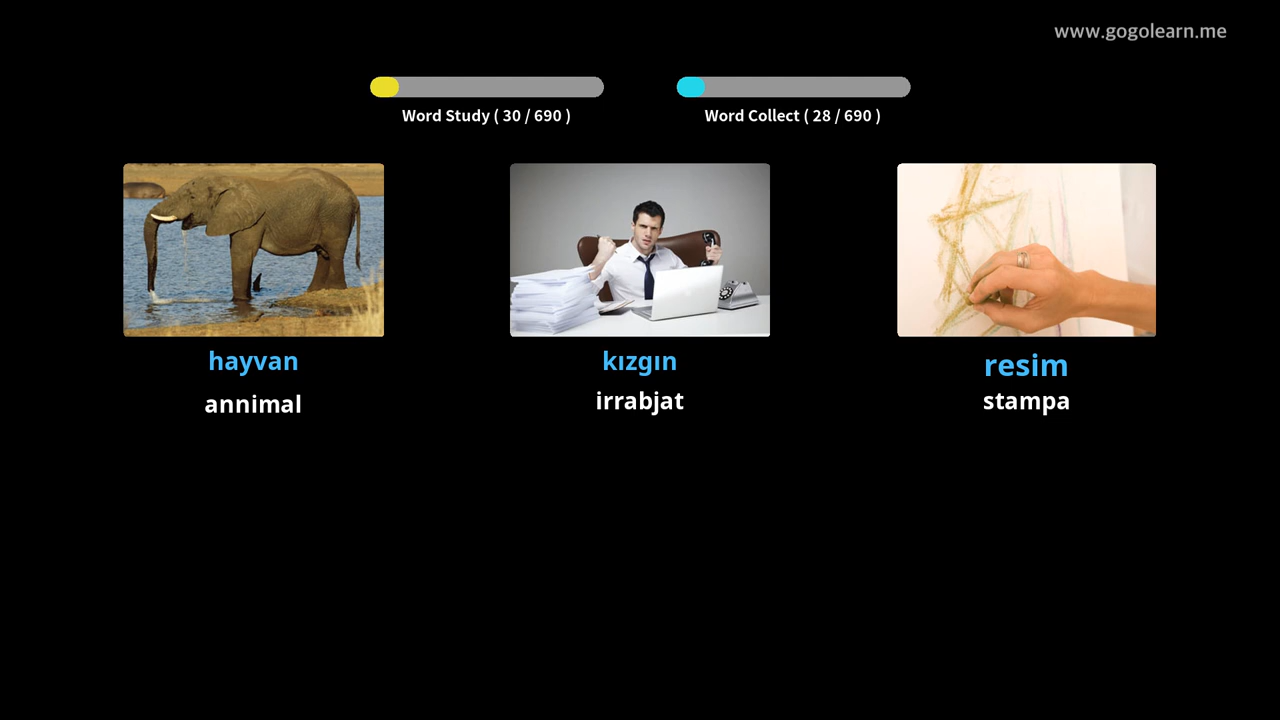 www.gogolearn.me
Word Study ( 30 / 690 )
Word Collect ( 28 / 690 )
hayvan
annimal
kızgın
irrabjat
resim
stampa